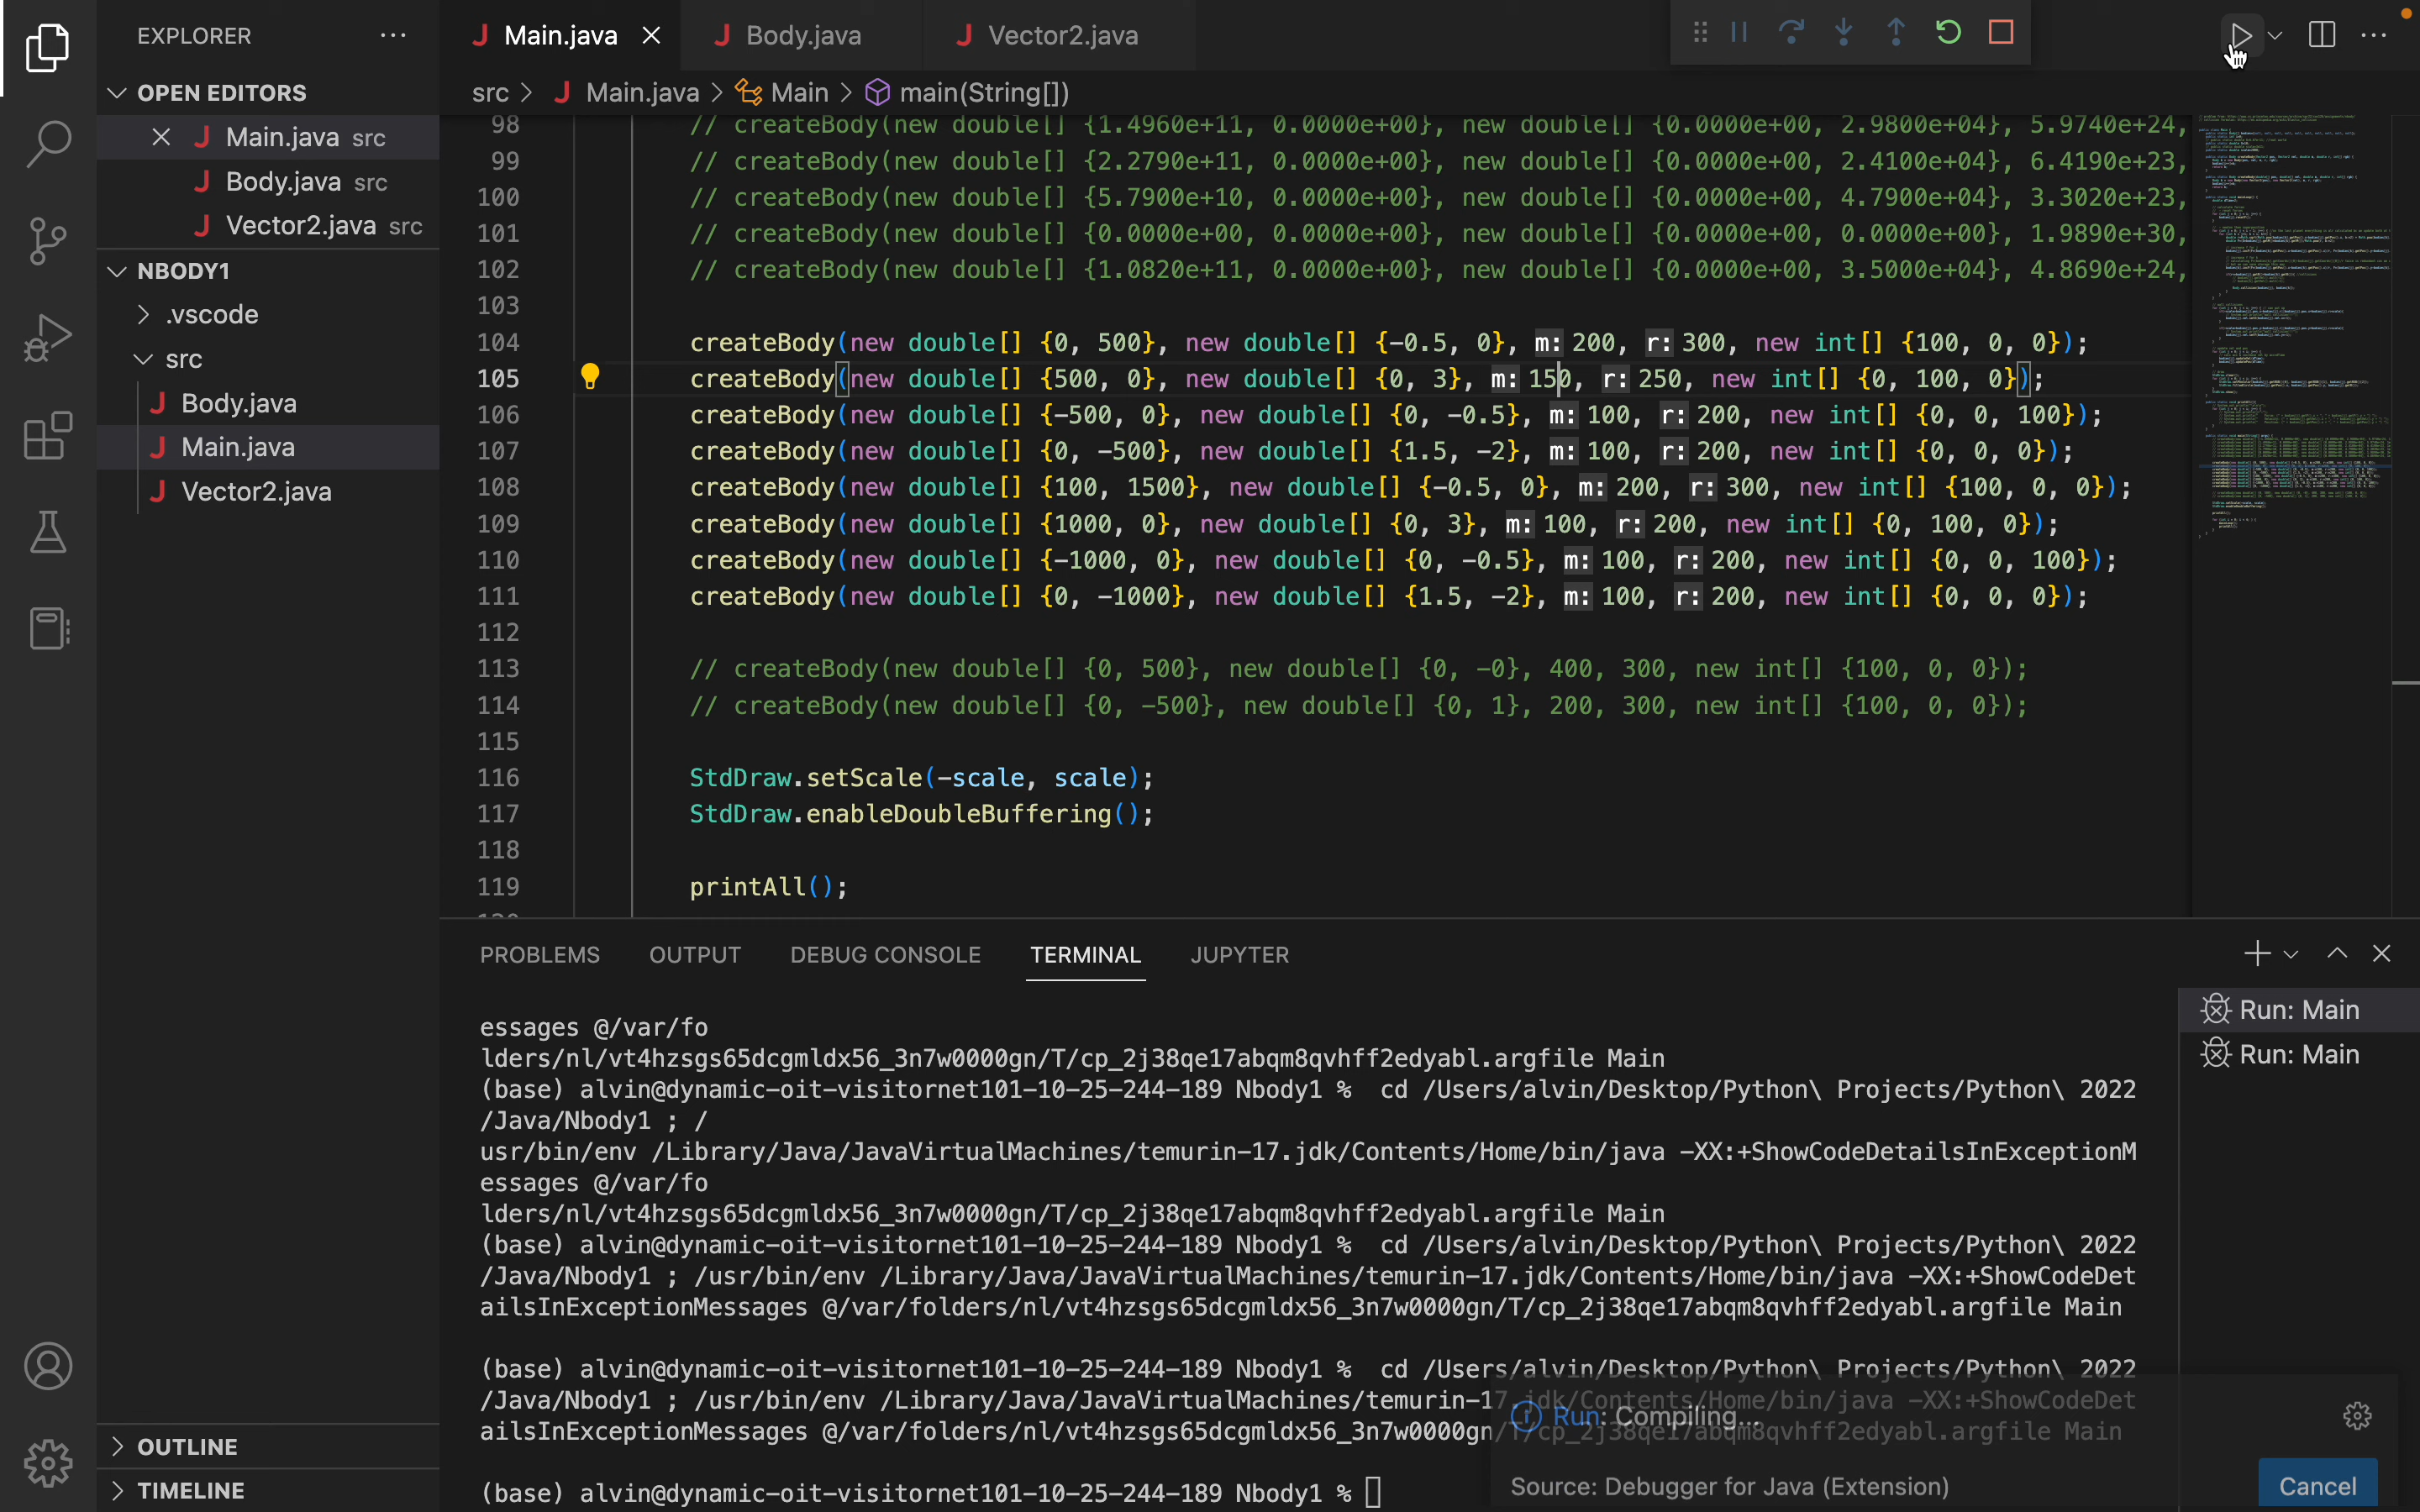 EXPLORER
OPEN EDITORS
Main.java src
Body.java src
Vector2.java src
NBODY1
.vscode
src
Body.java
Main.java
Vector2.java
OUTLINE
TIMELINE
Main.java
Body.java
Vector2.java
src > Main.java > Main > main(String[])
98 // createBody(new double[] {1.4960e+11, 0.0000e+00}, new double[] {0.0000e+00, 2.9800e+04}, 5.9740e+24,
99 // createBody(new double[] {2.2790e+11, 0.0000e+00}, new double[] {0.0000e+00, 2.4100e+04}, 6.4190e+23,
100 // createBody(new double[] {5.7900e+10, 0.0000e+00}, new double[] {0.0000e+00, 4.7900e+04}, 3.3020e+23,
101 // createBody(new double[] {0.0000e+00, 0.0000e+00}, new double[] {0.0000e+00, 0.0000e+00}, 1.9890e+30,
102 // createBody(new double[] {1.0820e+11, 0.0000e+00}, new double[] {0.0000e+00, 3.5000e+04}, 4.8690e+24,
103
104 createBody(new double[] {0, 500}, new double[] {-0.5, 0}, m: 200, r: 300, new int[] {100, 0, 0});
105 createBody(new double[] {500, 0}, new double[] {0, 3}, m: 150, r: 250, new int[] {0, 100, 0});
106 createBody(new double[] {-500, 0}, new double[] {0, -0.5}, m: 100, r: 200, new int[] {0, 0, 100});
107 createBody(new double[] {0, -500}, new double[] {1.5, -2}, m: 100, r: 200, new int[] {0, 0, 0});
108 createBody(new double[] {100, 1500}, new double[] {-0.5, 0}, m: 200, r: 300, new int[] {100, 0, 0});
109 createBody(new double[] {1000, 0}, new double[] {0, 3}, m: 100, r: 200, new int[] {0, 100, 0});
110 createBody(new double[] {-1000, 0}, new double[] {0, -0.5}, m: 100, r: 200, new int[] {0, 0, 100});
111 createBody(new double[] {0, -1000}, new double[] {1.5, -2}, m: 100, r: 200, new int[] {0, 0, 0});
112
113 // createBody(new double[] {0, 500}, new double[] {0, -0}, 400, 300, new int[] {100, 0, 0});
114 // createBody(new double[] {0, -500}, new double[] {0, 1}, 200, 300, new int[] {100, 0, 0});
115
116 StdDraw.setScale(-scale, scale);
117 StdDraw.enableDoubleBuffering();
118
119 printAll();
PROBLEMS OUTPUT DEBUG CONSOLE TERMINAL JUPYTER
essages @/var/fo
lders/nl/vt4hzsgs65dcgmldx56_3n7w0000gn/T/cp_2j38qe17abqm8qvhff2edyabl.argfile Main
(base) alvin@dynamic-oit-visitornet101-10-25-244-189 Nbody1 % cd /Users/alvin/Desktop/Python\ Projects/Python\ 2022
/Java/Nbody1 ; /
usr/bin/env /Library/Java/JavaVirtualMachines/temurin-17.jdk/Contents/Home/bin/java -XX:+ShowCodeDetailsInExceptionM
essages @/var/fo
lders/nl/vt4hzsgs65dcgmldx56_3n7w0000gn/T/cp_2j38qe17abqm8qvhff2edyabl.argfile Main
(base) alvin@dynamic-oit-visitornet101-10-25-244-189 Nbody1 % cd /Users/alvin/Desktop/Python\ Projects/Python\ 2022
/Java/Nbody1 ; /usr/bin/env /Library/Java/JavaVirtualMachines/temurin-17.jdk/Contents/Home/bin/java -XX:+ShowCodeDet
ailsInExceptionMessages @/var/folders/nl/vt4hzsgs65dcgmldx56_3n7w0000gn/T/cp_2j38qe17abqm8qvhff2edyabl.argfile Main
(base) alvin@dynamic-oit-visitornet101-10-25-244-189 Nbody1 % cd /Users/alvin/Desktop/Python\ Projects/Python\ 2022
/Java/Nbody1 ; /usr/bin/env /Library/Java/JavaVirtualMachines/temurin-17.jdk/Contents/Home/bin/java -XX:+ShowCodeDet
ailsInExceptionMessages @/var/folders/nl/vt4hzsgs65dcgmldx56_3n7w0000gn/T/cp_2j38qe17abqm8qvhff2edyabl.argfile Main
(base) alvin@dynamic-oit-visitornet101-10-25-244-189 Nbody1 %
Run: Main
Run: Main
Run: Compiling...
Source: Debugger for Java (Extension)
Cancel